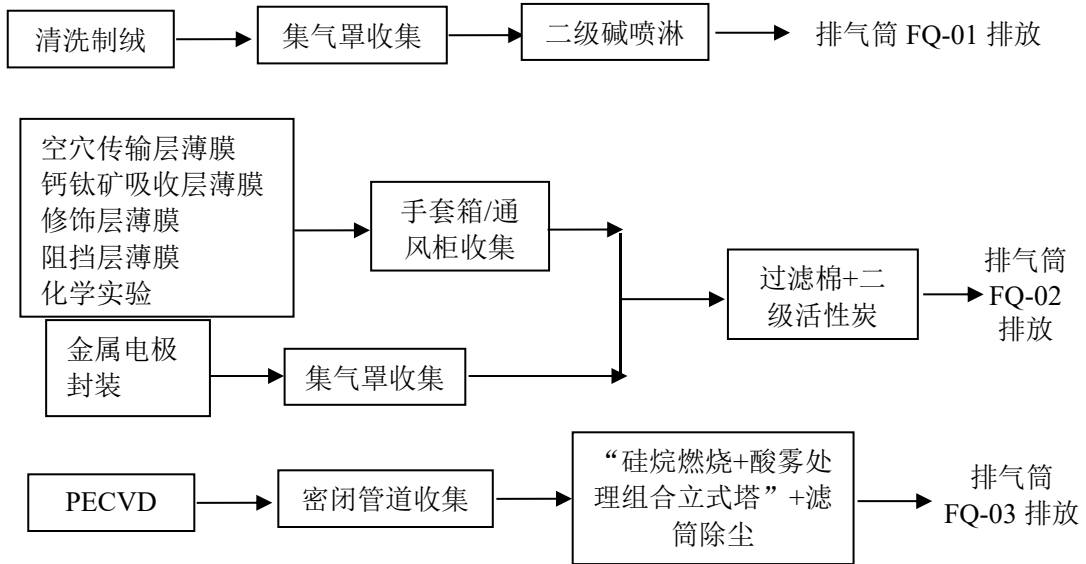 清洗制绒
集气罩收集
二级碱喷淋
排气筒 FQ-01 排放
空穴传输层薄膜
钙钛矿吸收层薄膜
修饰层薄膜
阻挡层薄膜
化学实验
手套箱/通
风柜收集
金属电极
封装
集气罩收集
过滤棉+二
级活性炭
排气筒
FQ-02
排放
PECVD
密闭管道收集
“硅烷燃烧+酸雾处
理组合立式塔”+滤
筒除尘
排气筒
FQ-03 排放